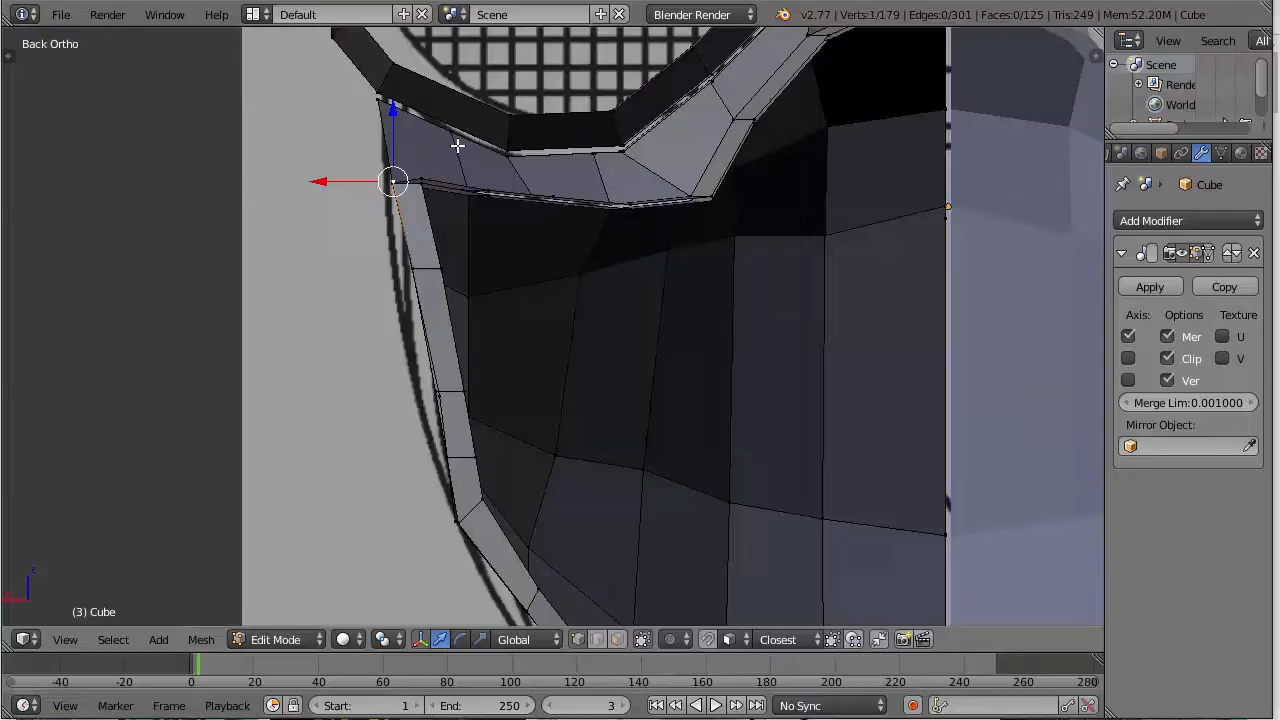 File Render Window Help Default Scene Blender Render v2.77 | Verts:1/179 | Edges:0/301 | Faces:0/125 | Tris:249 | Mem:52.20M | Cube
Back Ortho
View Search All
Scene
Rende
World
Cube
Add Modifier
Apply Copy
Axis: Options Texture
Mer U
Clip V
Ver
Merge Lim:0.001000
Mirror Object:
z
(3) Cube
View Select Add Mesh Edit Mode Global Closest
-40 -20 0 20 40 60 80 100 120 140 160 180 200 220 240 260 280
View Marker Frame Playback Start: 1 End: 250 3 No Sync